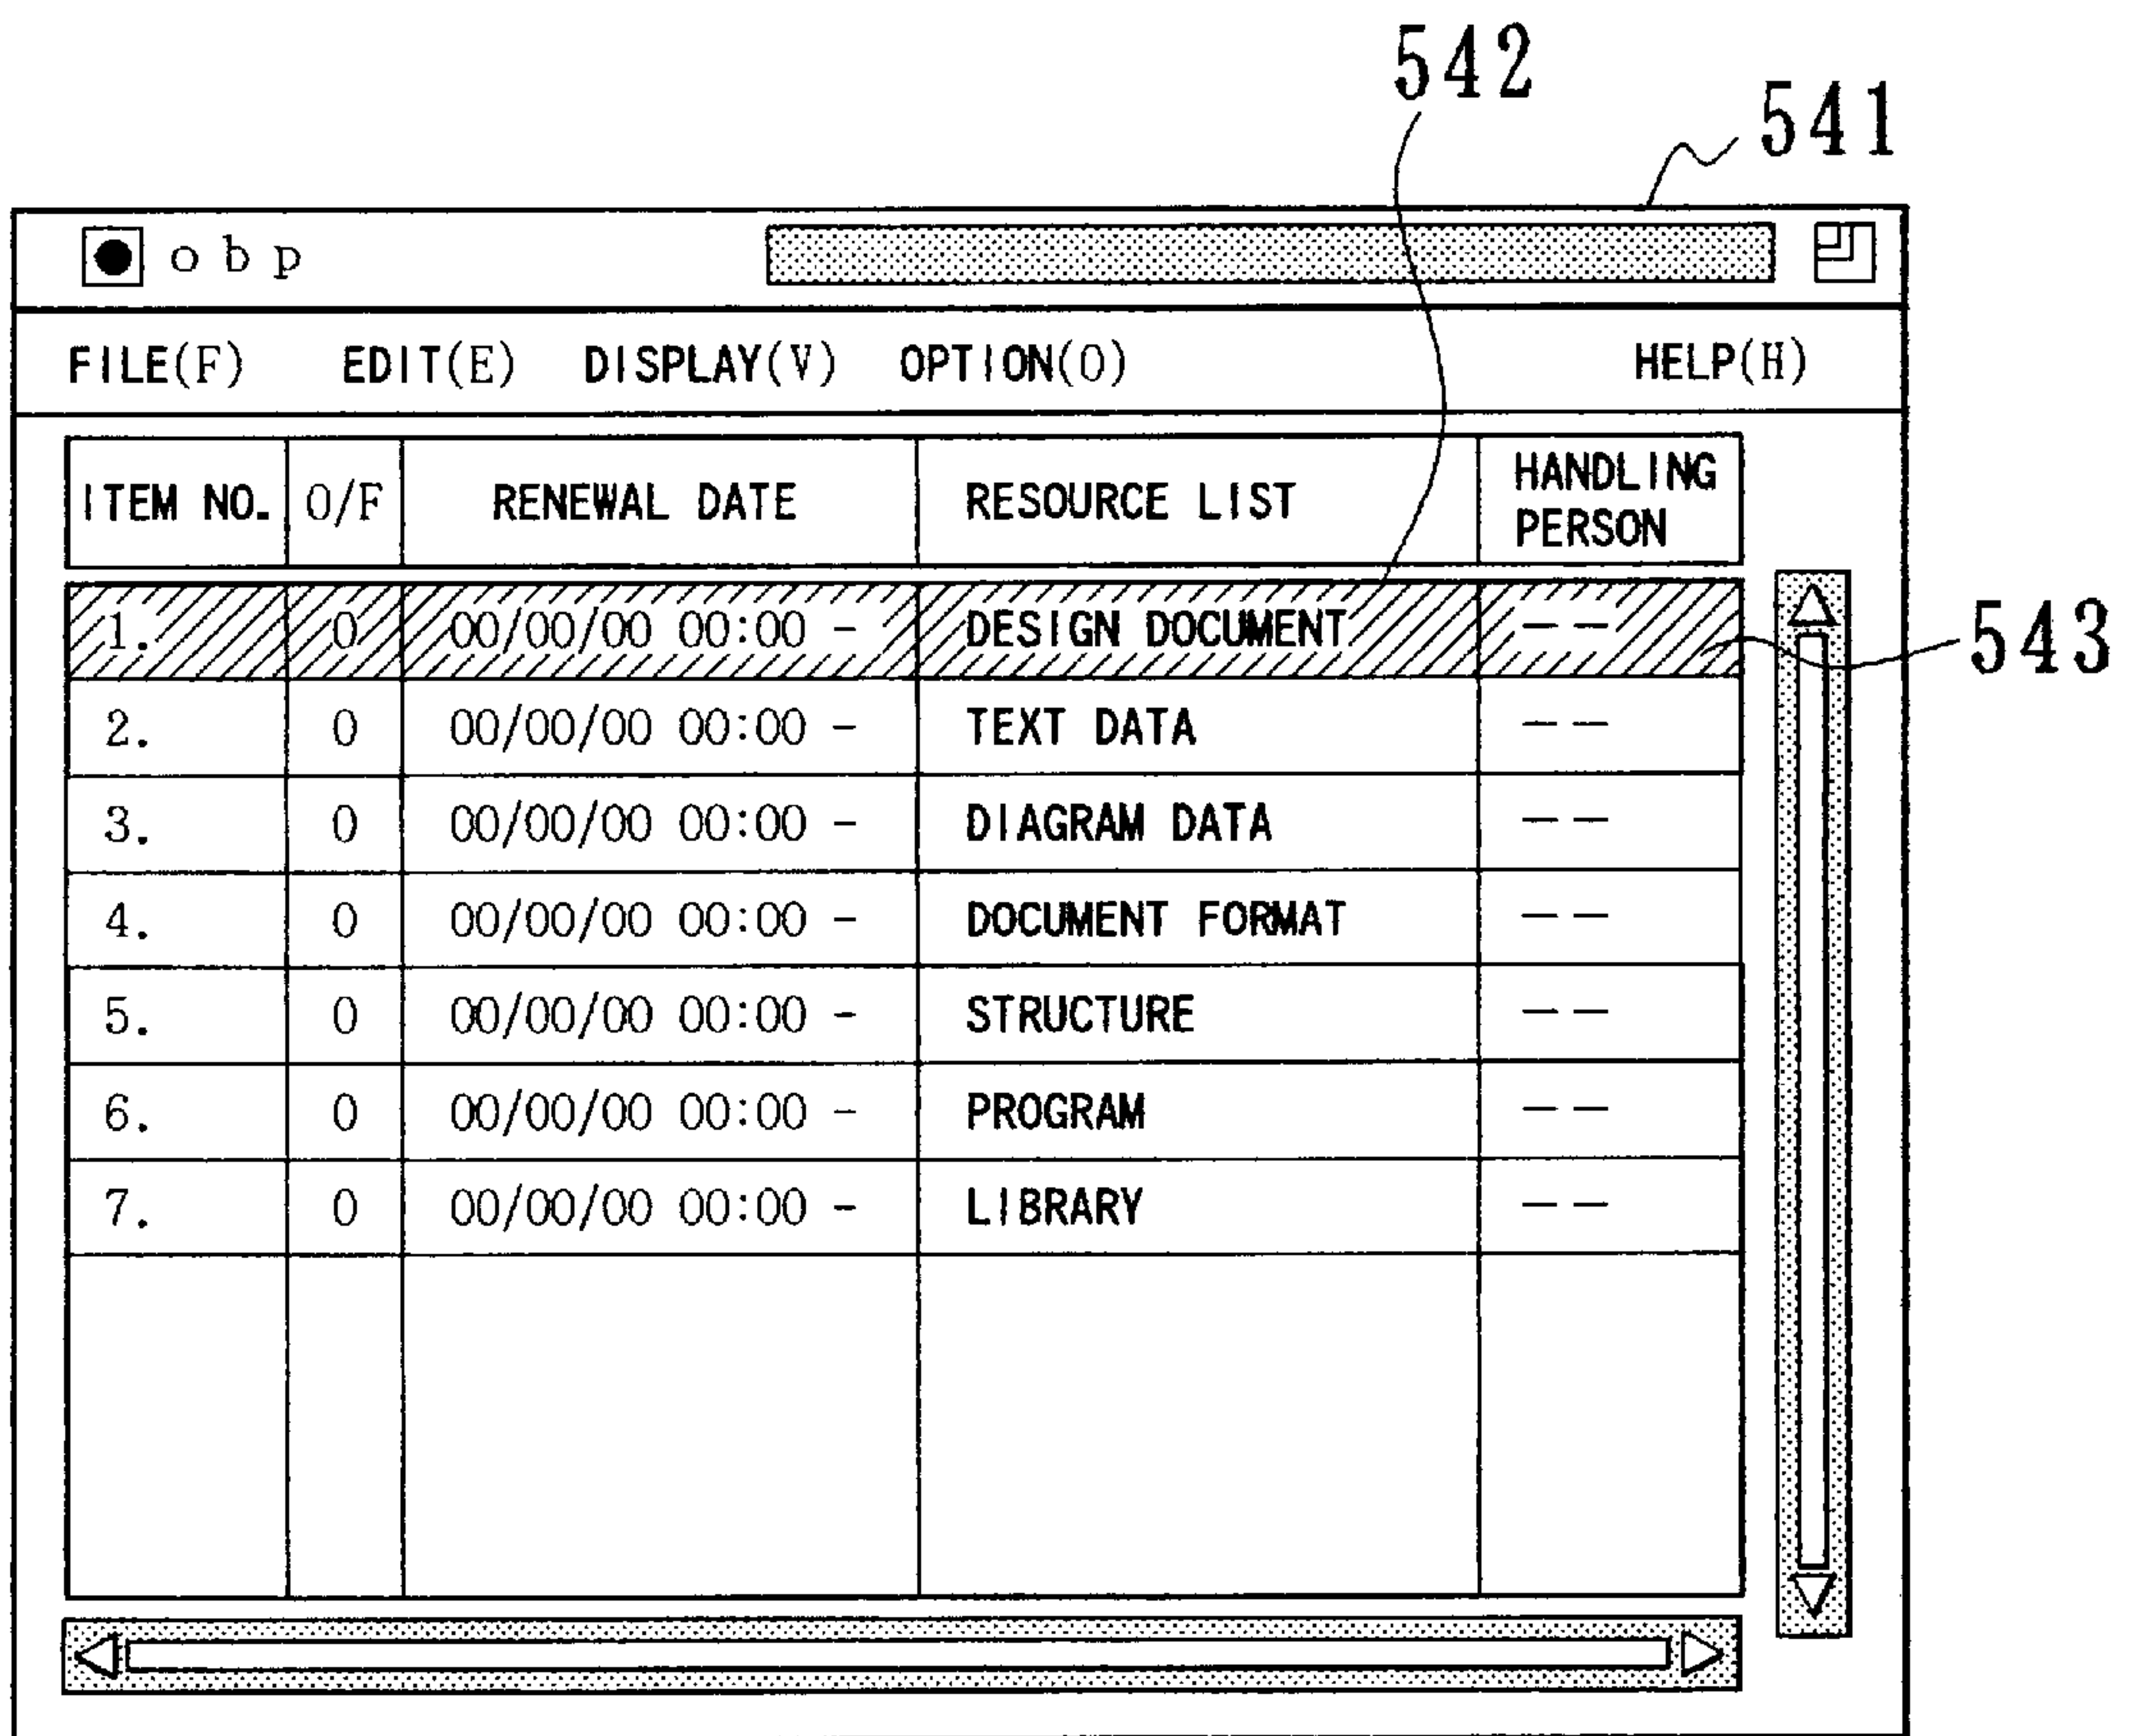 542
541
obp
FILE(F) EDIT(E) DISPLAY(V) OPTION(O) HELP(H)
ITEM NO. O/F RENEWAL DATE RESOURCE LIST HANDLING PERSON
1. 0 00/00/00 00:00 - DESIGN DOCUMENT --
543
2. 0 00/00/00 00:00 - TEXT DATA --
3. 0 00/00/00 00:00 - DIAGRAM DATA --
4. 0 00/00/00 00:00 - DOCUMENT FORMAT --
5. 0 00/00/00 00:00 - STRUCTURE --
6. 0 00/00/00 00:00 - PROGRAM --
7. 0 00/00/00 00:00 - LIBRARY --